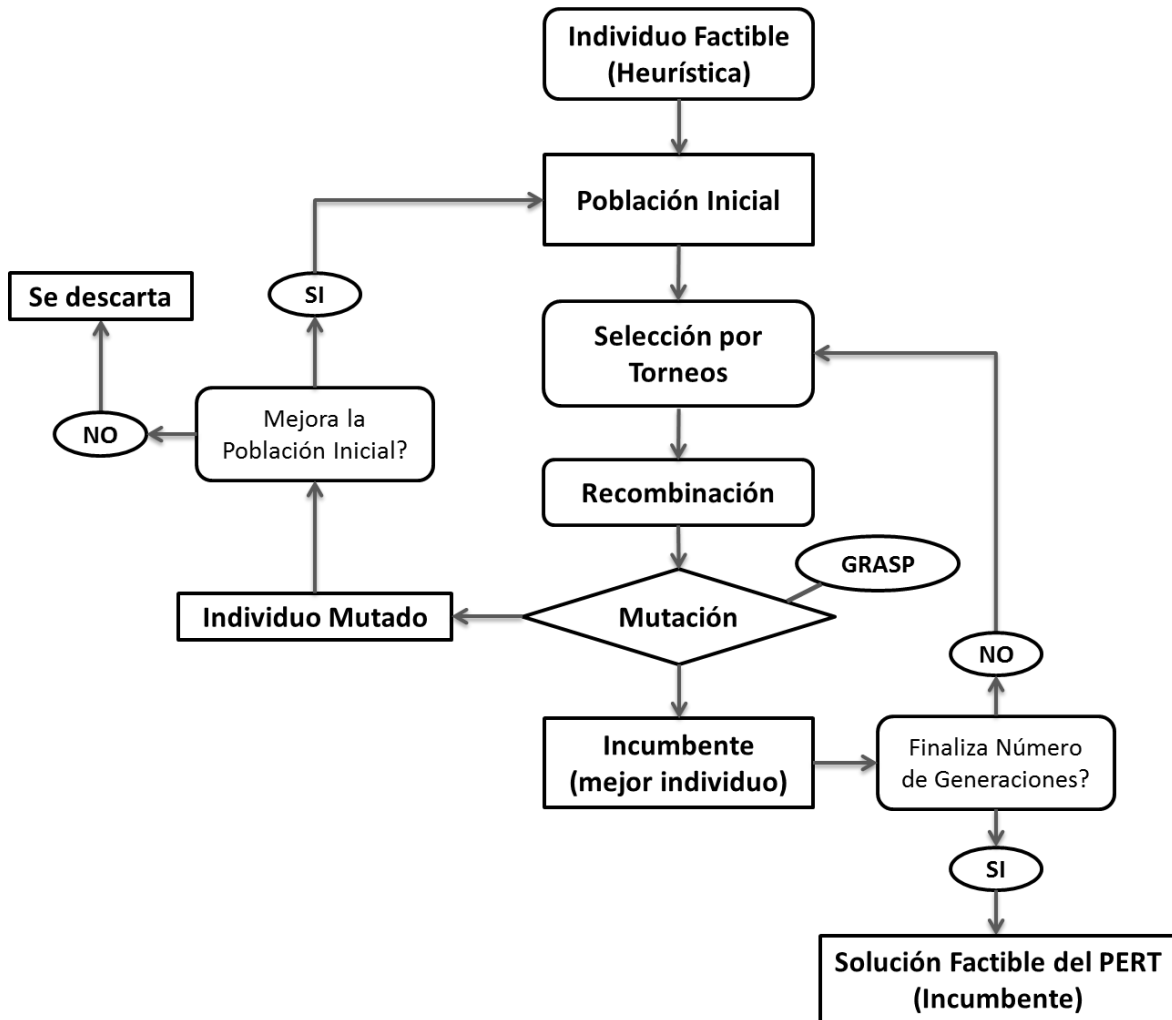 Individuo Factible
(Heurística)
Población Inicial
SI
Se descarta
Selección por
Torneos
Mejora la
Población Inicial?
NO
Recombinación
GRASP
Individuo Mutado
Mutación
NO
Incumbente
(mejor individuo)
Finaliza Número
de Generaciones?
SI
Solución Factible del PERT
(Incumbente)